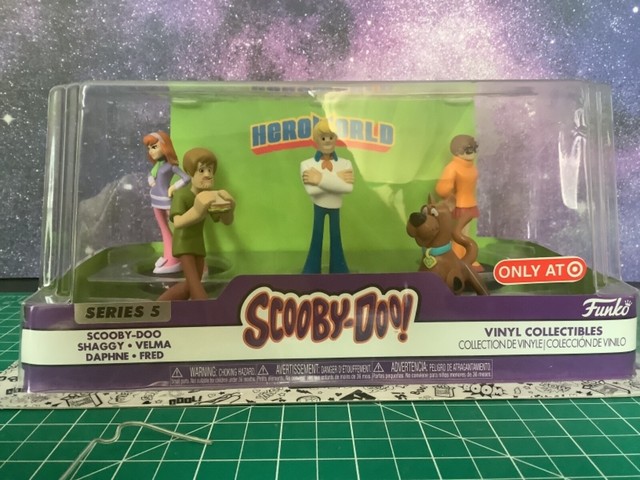 HEROWORLD
ONLY AT
SERIES 5
SCOOBY-DOO!
Funko
SCOOBY-DOO
SHAGGY • VELMA
DAPHNE • FRED
VINYL COLLECTIBLES
COLLECTION DE VINYLE | COLECCIÓN DE VINILO
WARNING: CHOKING HAZARD. AVERTISSEMENT: DANGER D'ÉTOUFFEMENT. ADVERTENCIA: PELIGRO DE ATRAGANTAMIENTO.